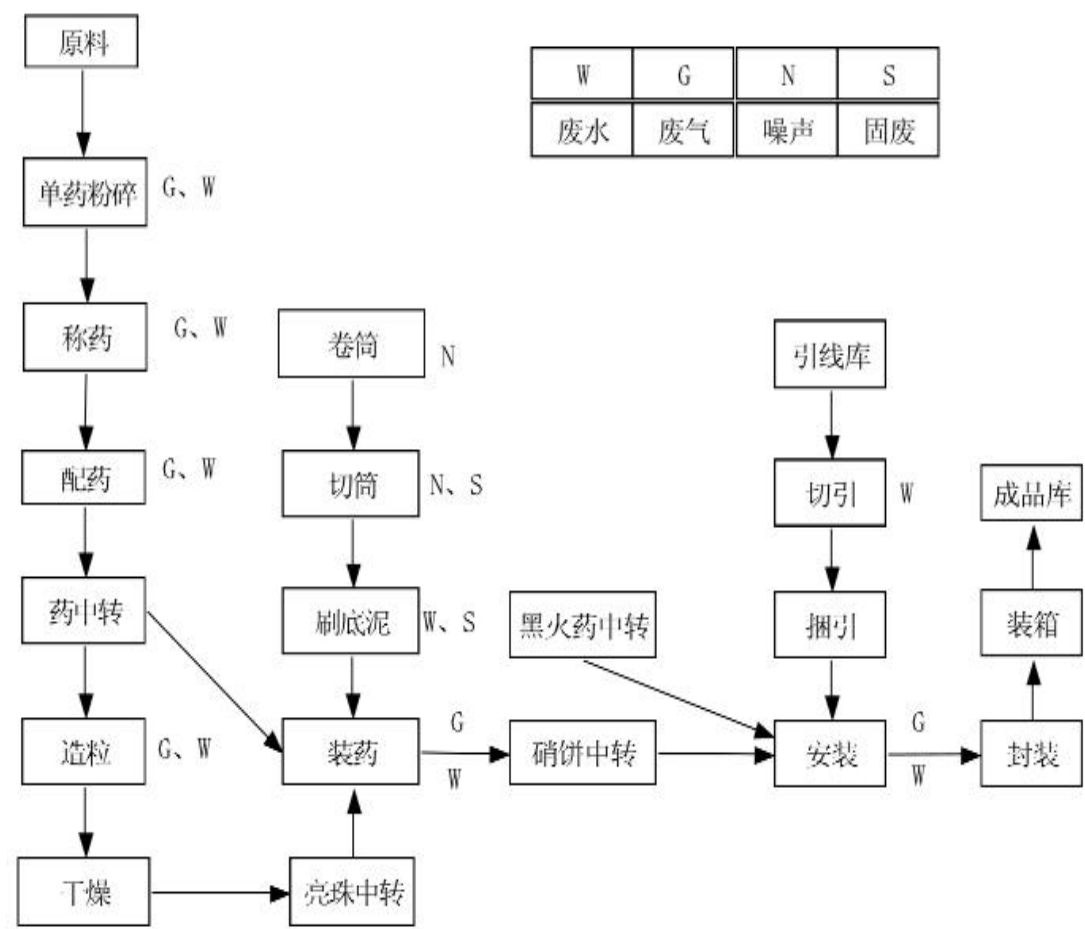 原料
W G N S
废水 废气 噪声 固废
单药粉碎 G、W
称药 G、W
卷筒 N
引线库
配药 G、W
切筒 N、S
切引 W
成品库
药中转
刷底泥 W、S
黑火药中转
捆引
装箱
造粒 G、W
装药 G
W
硝饼中转
安装 G
W
封装
干燥
亮珠中转